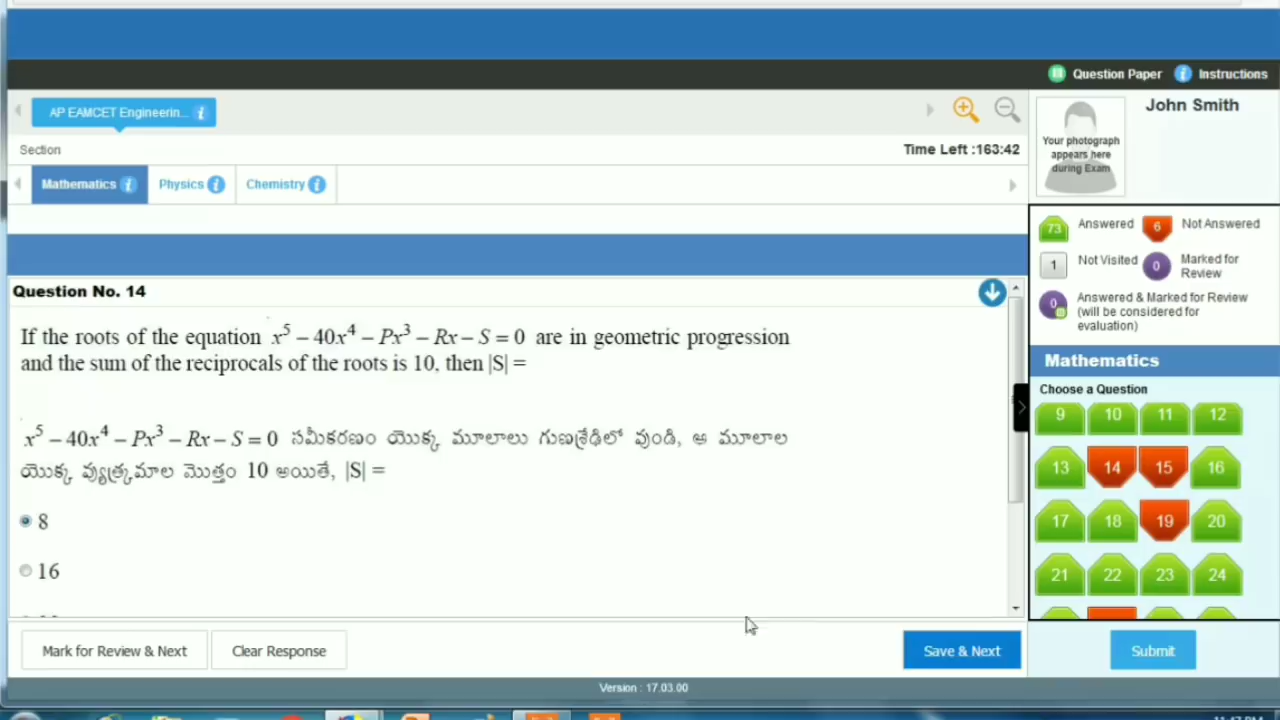 Question Paper
Instructions
AP EAMCET Engineerin...
John Smith
Your photograph
appears here
during Exam
Section
Time Left :163:42
Mathematics
Physics
Chemistry
73 Answered
6 Not Answered
1 Not Visited
0 Marked for
Review
0 Answered & Marked for Review
(will be considered for
evaluation)
Question No. 14
If the roots of the equation x⁵ − 40x⁴ − Px³ − Rx − S = 0 are in geometric progression
and the sum of the reciprocals of the roots is 10, then |S| =
x⁵ − 40x⁴ − Px³ − Rx − S = 0 సమీకరణం యొక్క మూలాలు గుణశ్రేఢిలో వుండి, ఆ మూలాల
యొక్క వ్యుత్క్రమాల మొత్తం 10 అయితే, |S| =
8
16
Mathematics
Choose a Question
9 10 11 12
13 14 15 16
17 18 19 20
21 22 23 24
Mark for Review & Next
Clear Response
Save & Next
Submit
Version : 17.03.00